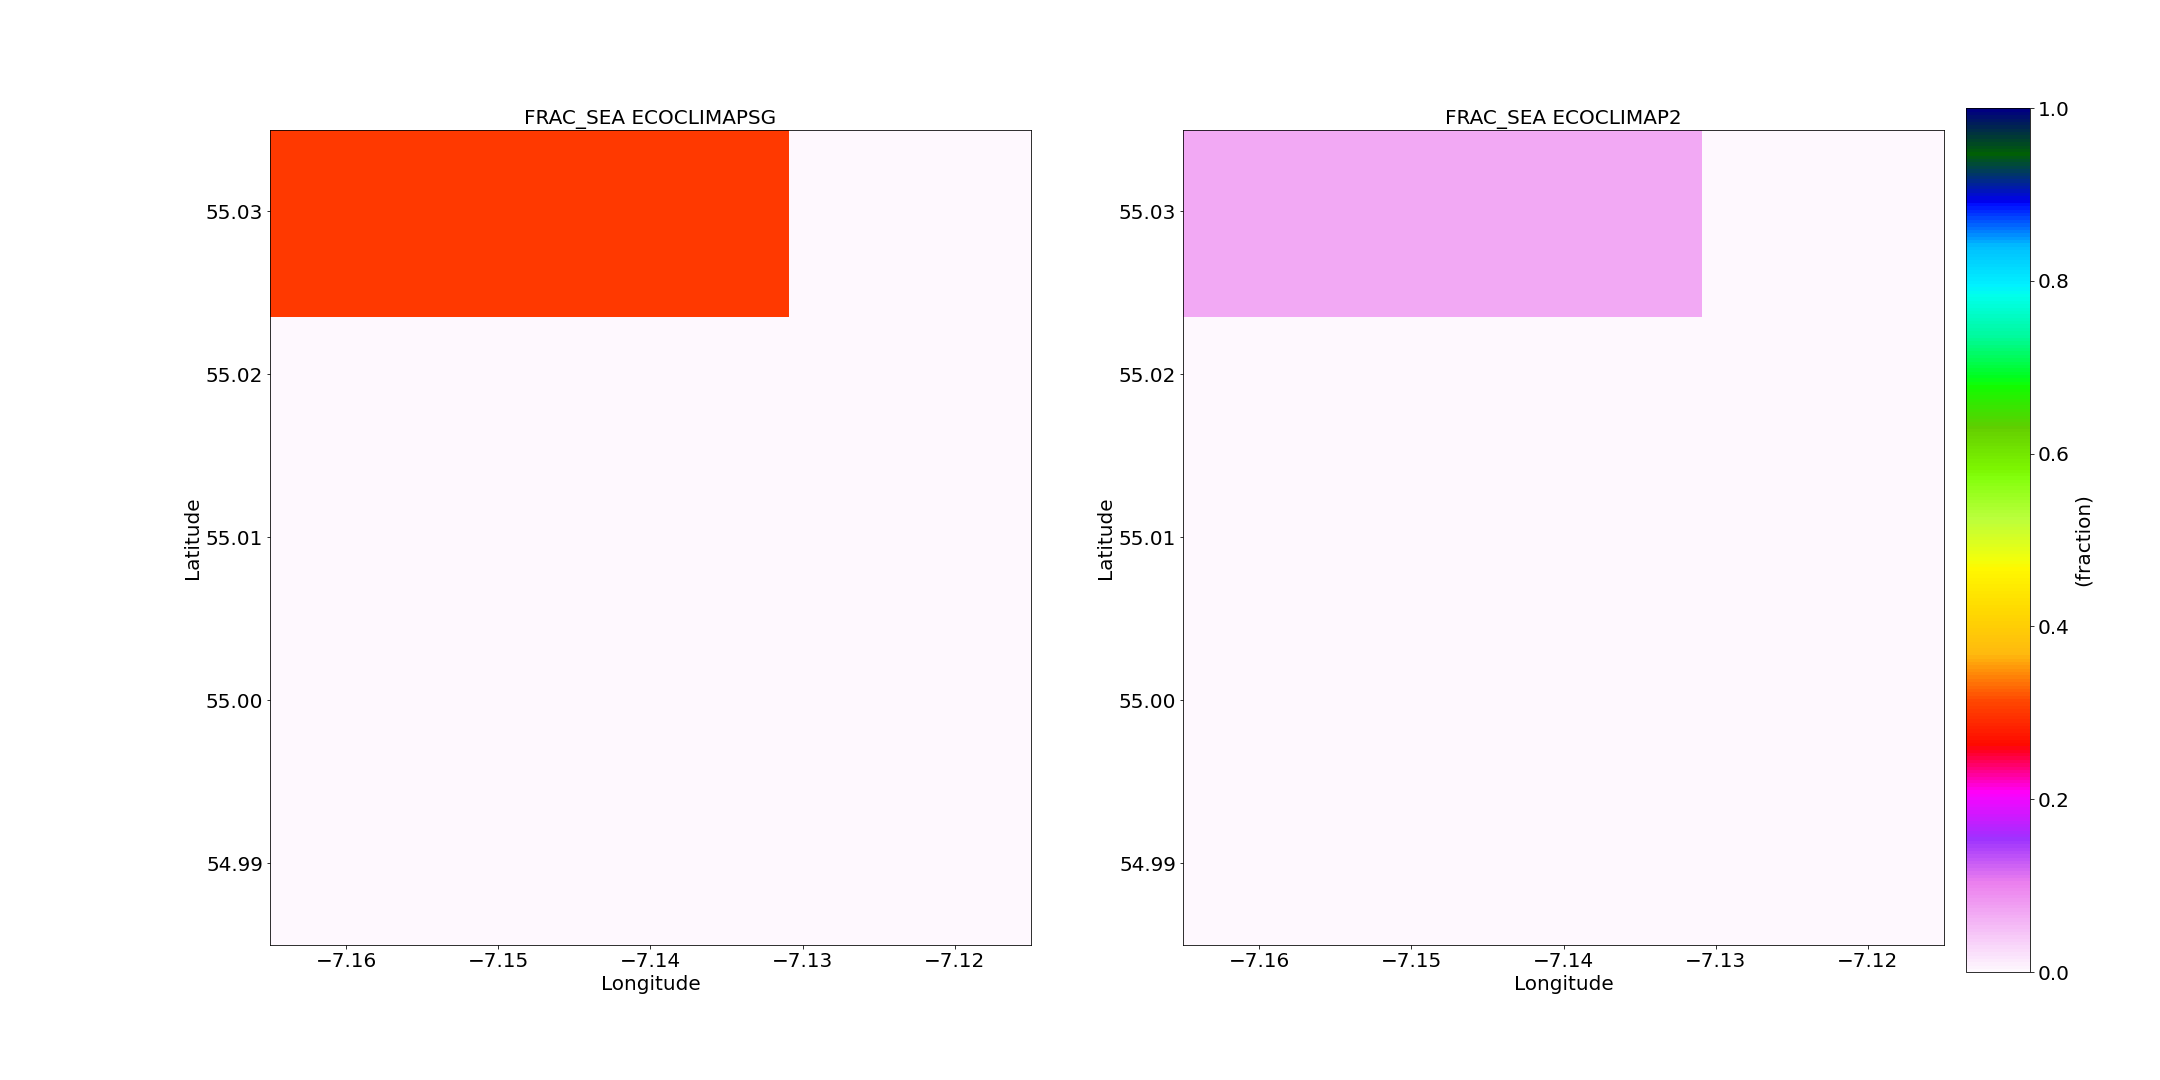 FRAC_SEA ECOCLIMAPSG
55.03
55.02
55.01
55.00
54.99
Latitude
−7.16 −7.15 −7.14 −7.13 −7.12
Longitude
FRAC_SEA ECOCLIMAP2
55.03
55.02
55.01
55.00
54.99
Latitude
−7.16 −7.15 −7.14 −7.13 −7.12
Longitude
1.0
0.8
0.6
0.4
0.2
0.0
(fraction)